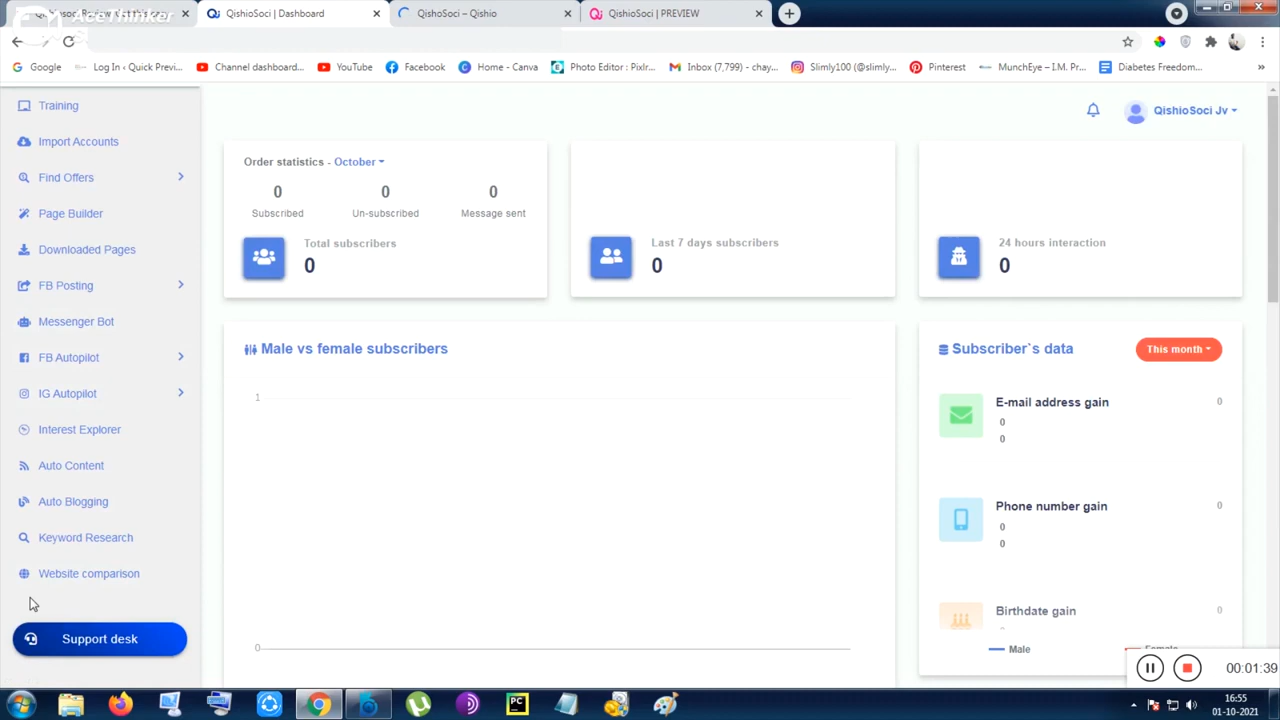 AceThinker
QishioSoci | Dashboard
QishoSoci – Qishio
QishioSoci | PREVIEW
Google
Log In ‹ Quick Previ...
Channel dashboar...
YouTube
Facebook
Home - Canva
Photo Editor : Pixlr...
Inbox (7,799) - chay...
Slimly100 (@slimly...
Pinterest
MunchEye – I.M. Pr...
Diabetes Freedom...
»
Training
Import Accounts
Find Offers
Page Builder
Downloaded Pages
FB Posting
Messenger Bot
FB Autopilot
IG Autopilot
Interest Explorer
Auto Content
Auto Blogging
Keyword Research
Website comparison
Support desk
QishioSoci Jv
Order statistics - October
0 0 0
Subscribed Un-subscribed Message sent
Total subscribers
0
Last 7 days subscribers
0
24 hours interaction
0
Male vs female subscribers
1
0
Subscriber`s data
This month
E-mail address gain 0
0
0
Phone number gain 0
0
0
Birthdate gain 0
Male Female
00:01:39
PC
16:55
01-10-2021